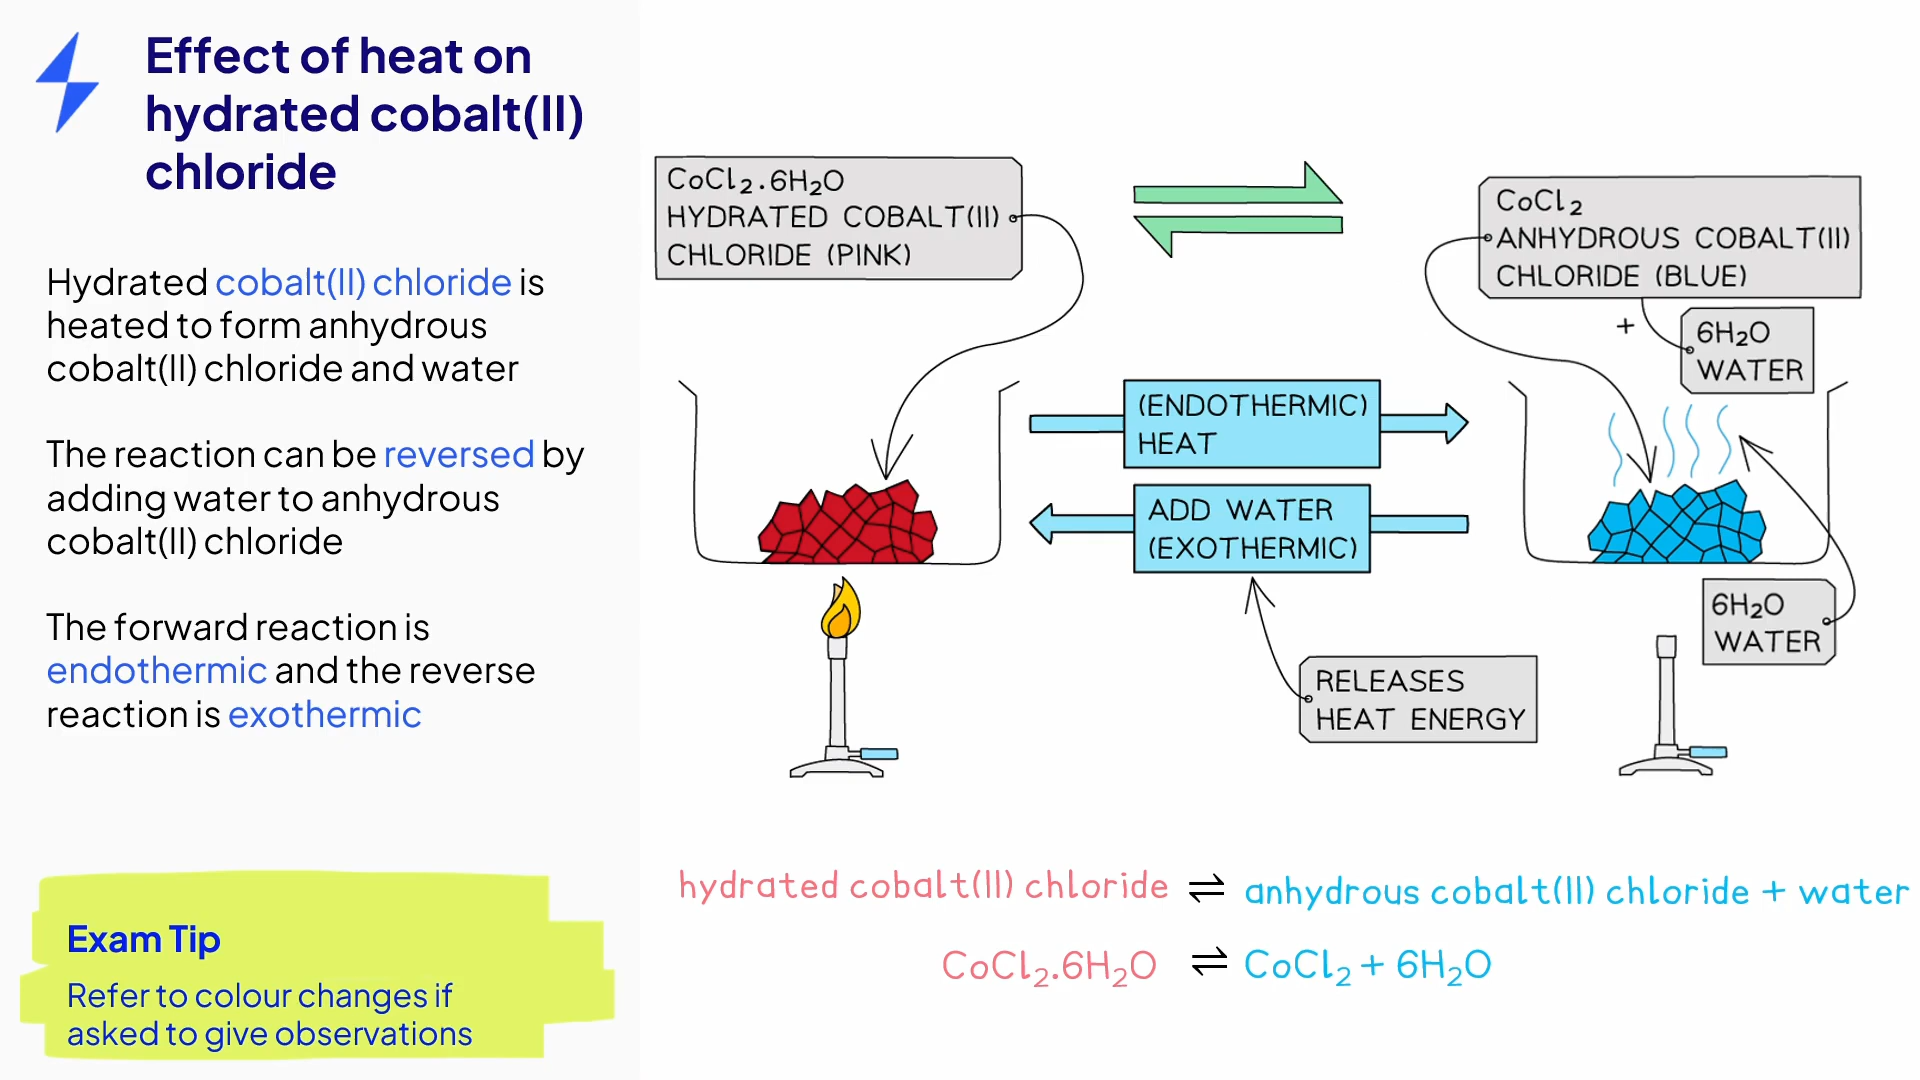 Effect of heat on
hydrated cobalt(II)
chloride
Hydrated cobalt(II) chloride is
heated to form anhydrous
cobalt(II) chloride and water
The reaction can be reversed by
adding water to anhydrous
cobalt(II) chloride
The forward reaction is
endothermic and the reverse
reaction is exothermic
Exam Tip
Refer to colour changes if
asked to give observations
CoCl₂.6H₂O
HYDRATED COBALT(II)
CHLORIDE (PINK)
CoCl₂
ANHYDROUS COBALT(II)
CHLORIDE (BLUE)
+
6H₂O
WATER
(ENDOTHERMIC)
HEAT
ADD WATER
(EXOTHERMIC)
6H₂O
WATER
RELEASES
HEAT ENERGY
hydrated cobalt(II) chloride ⇌ anhydrous cobalt(II) chloride + water
CoCl₂.6H₂O ⇌ CoCl₂ + 6H₂O